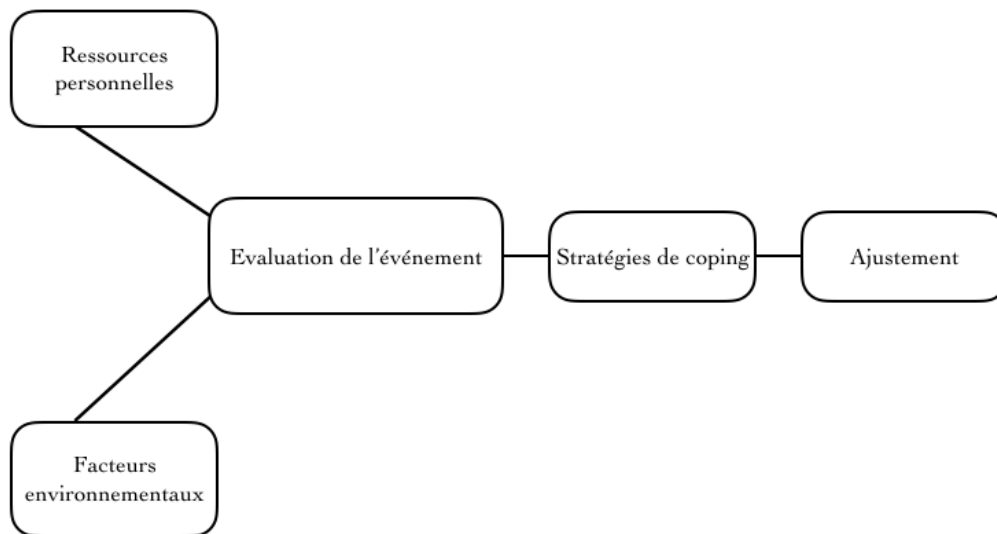 Ressources
personnelles
Evaluation de l'événement
Stratégies de coping
Ajustement
Facteurs
environnementaux